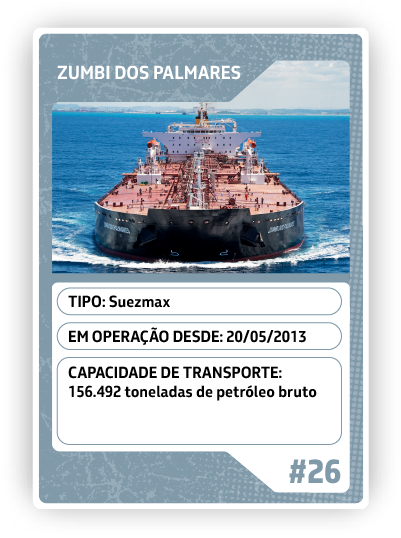 ZUMBI DOS PALMARES
TIPO: Suezmax
EM OPERAÇÃO DESDE: 20/05/2013
CAPACIDADE DE TRANSPORTE:
156.492 toneladas de petróleo bruto
#26